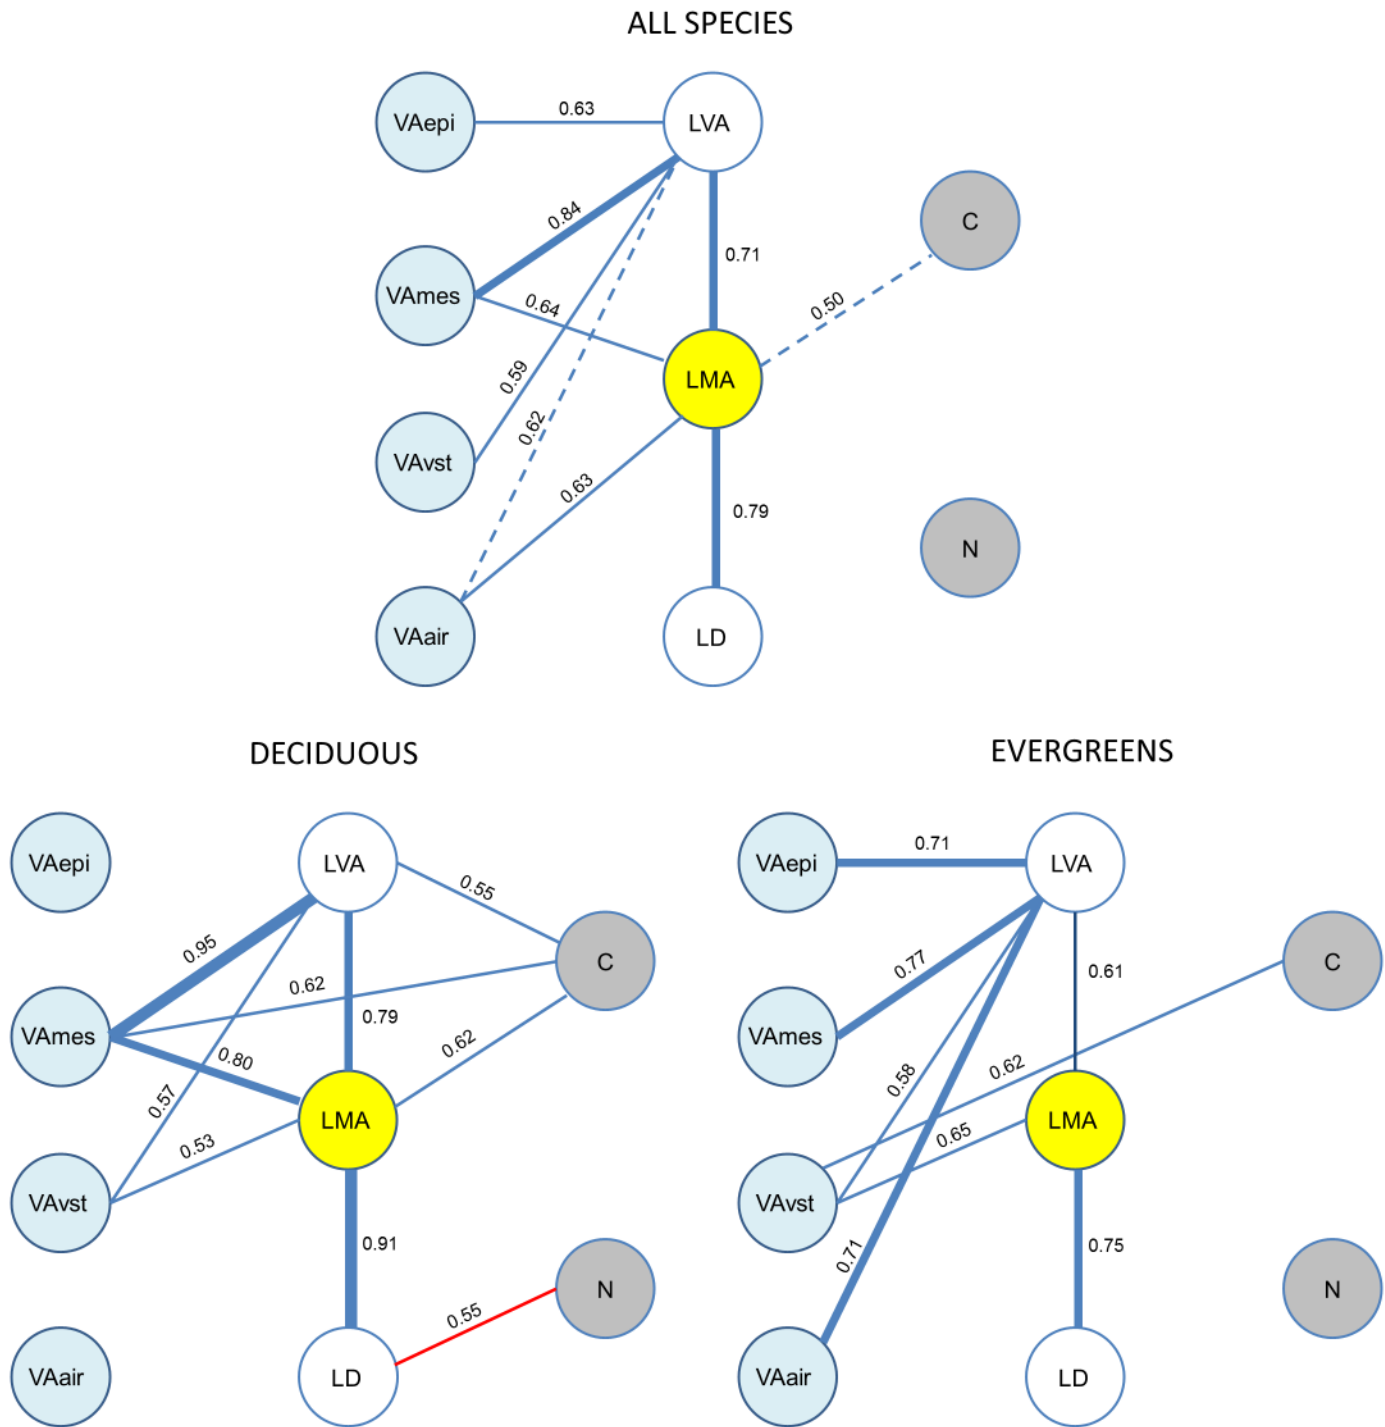 ALL SPECIES
VAepi
0.63
LVA
C
0.84
0.71
VAmes
0.64
0.50
0.59
LMA
0.62
VAvst
0.63
0.79
N
VAair
LD
DECIDUOUS
VAepi
LVA
0.55
0.95
C
0.62
VAmes
0.79
0.80
0.62
0.57
LMA
0.53
VAvst
0.91
N
0.55
VAair
LD
EVERGREENS
VAepi
0.71
LVA
0.77
C
0.61
VAmes
0.58
0.62
LMA
0.65
VAvst
0.71
0.75
N
VAair
LD